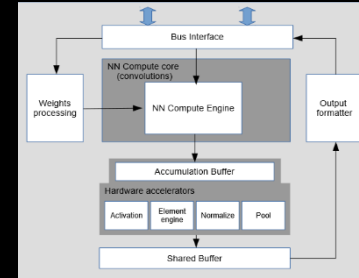 Bus Interface
NN Compute core
(convolutions)
Weights
processing
NN Compute Engine
Output
formatter
Accumulation Buffer
Hardware accelerators
Activation
Element
engine
Normalize
Pool
Shared Buffer